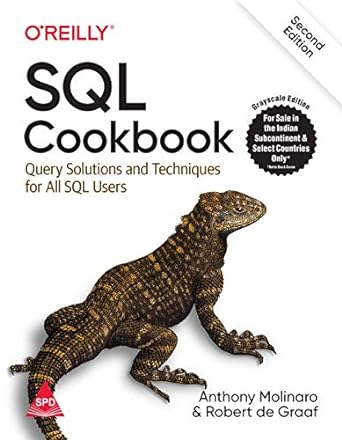 O'REILLY®
Second
Edition
SQL
Cookbook
Grayscale Edition
For Sale in
the Indian
Subcontinent &
Select Countries
Only*
Query Solutions and Techniques
for All SQL Users
Anthony Molinaro
& Robert de Graaf
SPD